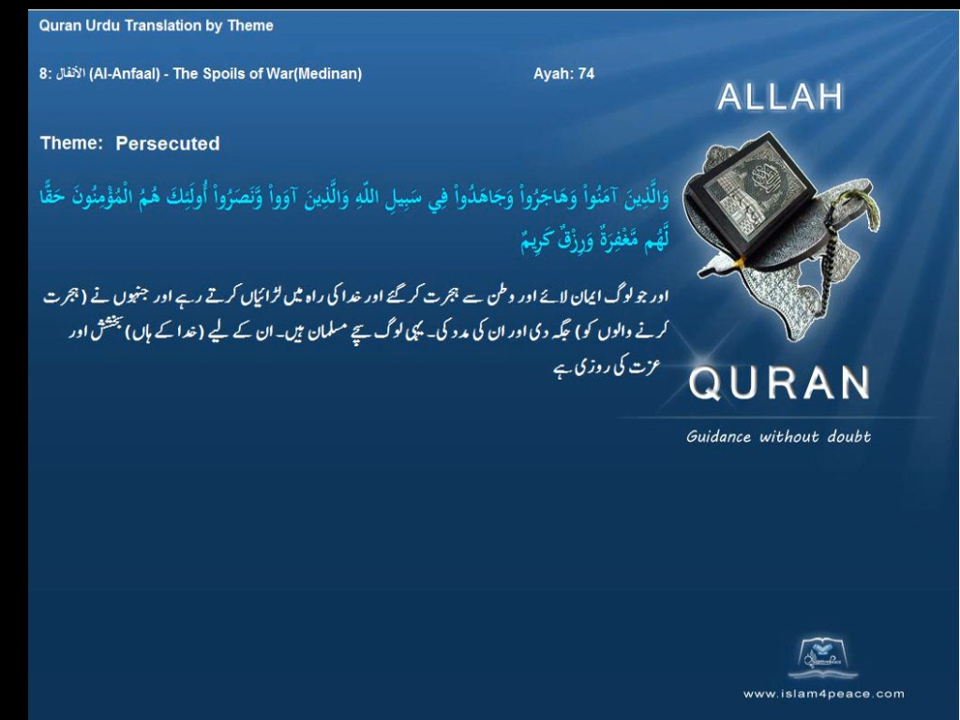 Quran Urdu Translation by Theme
8: الأنفال (Al-Anfaal) - The Spoils of War(Medinan) Ayah: 74
ALLAH
Theme: Persecuted
وَالَّذِينَ آمَنُواْ وَهَاجَرُواْ وَجَاهَدُواْ فِي سَبِيلِ اللّهِ وَالَّذِينَ آوَواْ وَّنَصَرُواْ أُولَئِكَ هُمُ الْمُؤْمِنُونَ حَقًّا
لَّهُم مَّغْفِرَةٌ وَرِزْقٌ كَرِيمٌ
اور جو لوگ ایمان لائے اور وطن سے ہجرت کر گئے اور خدا کی راہ میں لڑائیاں کرتے رہے اور جنہوں نے (ہجرت
کرنے والوں کو) جگہ دی اور ان کی مدد کی۔ یہی لوگ سچے مسلمان ہیں۔ ان کے لیے (خدا کے ہاں) بخشش اور
عزت کی روزی ہے
QURAN
Guidance without doubt
www.islam4peace.com